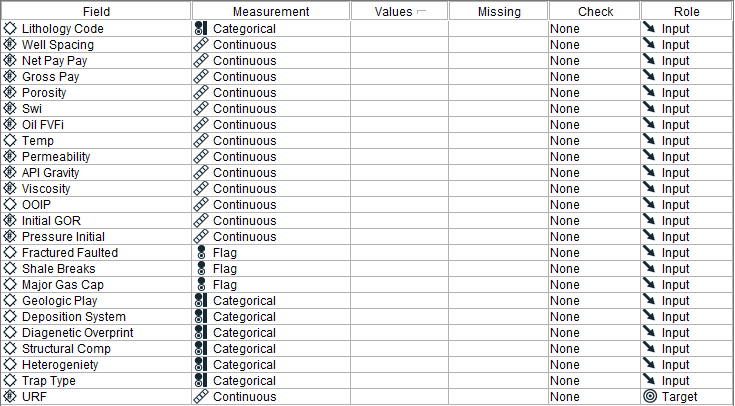 Field Measurement Values Missing Check Role
Lithology Code Categorical None Input
Well Spacing Continuous None Input
Net Pay Pay Continuous None Input
Gross Pay Continuous None Input
Porosity Continuous None Input
Swi Continuous None Input
Oil FVFi Continuous None Input
Temp Continuous None Input
Permeability Continuous None Input
API Gravity Continuous None Input
Viscosity Continuous None Input
OOIP Continuous None Input
Initial GOR Continuous None Input
Pressure Initial Continuous None Input
Fractured Faulted Flag None Input
Shale Breaks Flag None Input
Major Gas Cap Flag None Input
Geologic Play Categorical None Input
Deposition System Categorical None Input
Diagenetic Overprint Categorical None Input
Structural Comp Categorical None Input
Heterogeniety Categorical None Input
Trap Type Categorical None Input
URF Continuous None Target